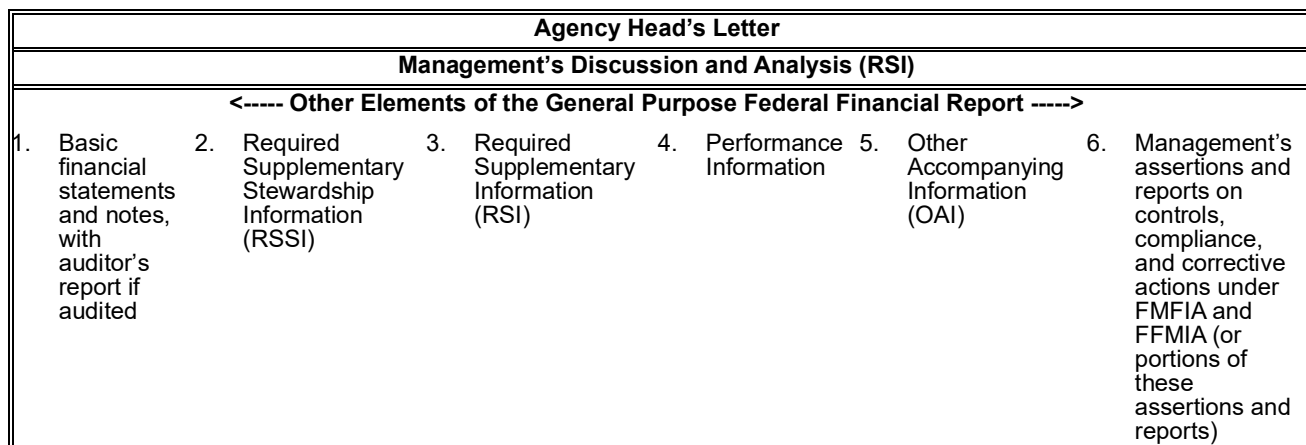 Agency Head’s Letter
Management’s Discussion and Analysis (RSI)
<----- Other Elements of the General Purpose Federal Financial Report ----->
1. Basic
financial
statements
and notes,
with
auditor’s
report if
audited
2. Required
Supplementary
Stewardship
Information
(RSSI)
3. Required
Supplementary
Information
(RSI)
4. Performance
Information
5. Other
Accompanying
Information
(OAI)
6. Management’s
assertions and
reports on
controls,
compliance,
and corrective
actions under
FMFIA and
FFMIA (or
portions of
these
assertions and
reports)